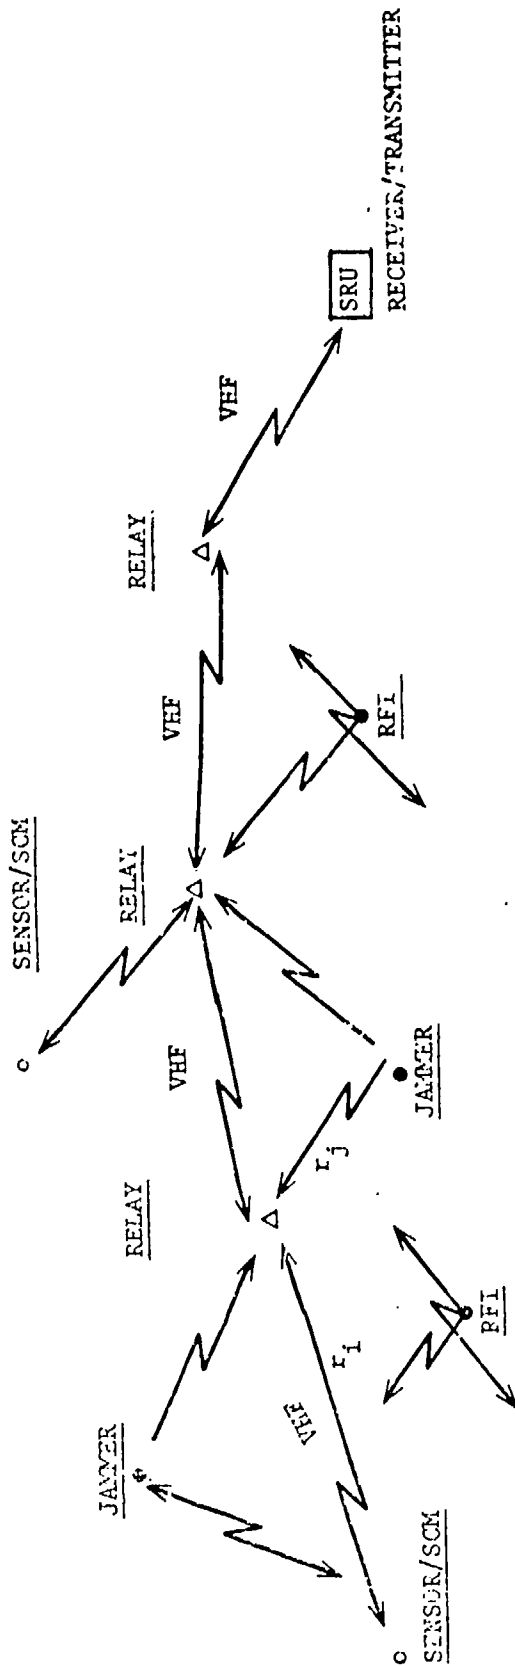 SENSOR/SCM
JAMMER
RELAY
RELAY
RELAY
VHF
VHF
VHF
VHF
r_i
r_j
SENSOR/SCM
RFI
JAMMER
RFI
SRU
RECEIVER/TRANSMITTER